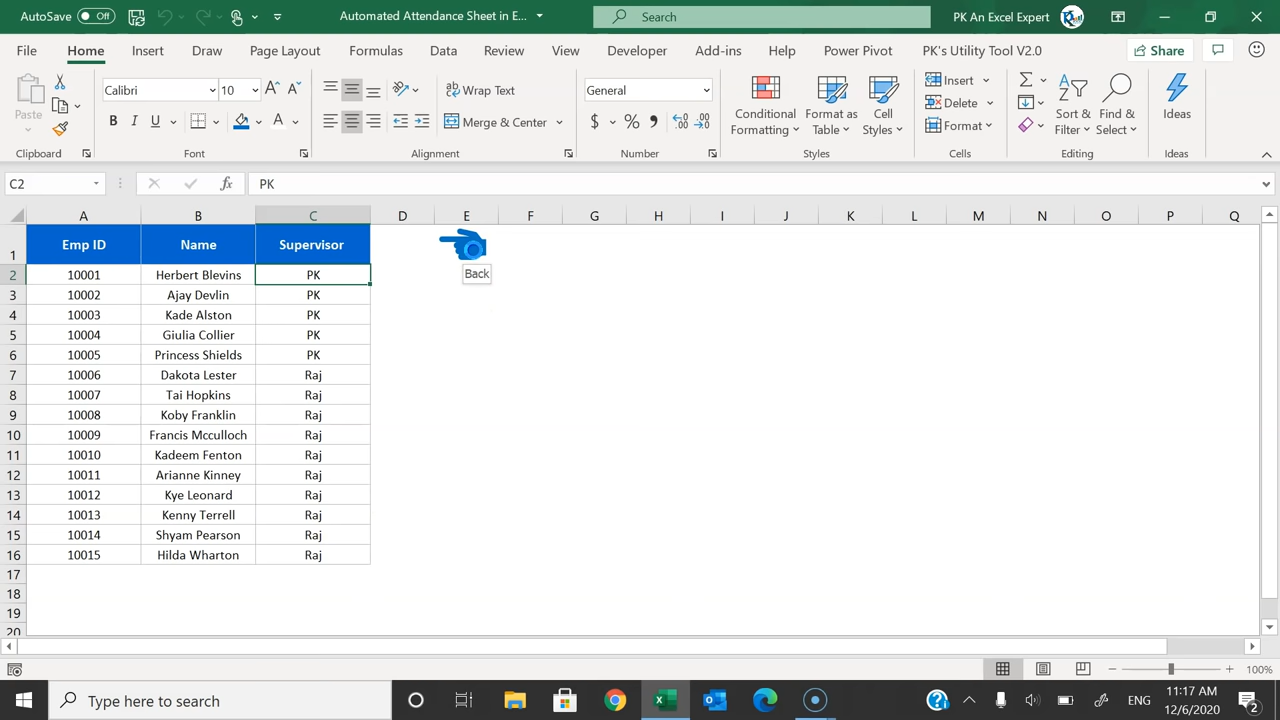 AutoSave Off Automated Attendance Sheet in E... Search PK An Excel Expert
File Home Insert Draw Page Layout Formulas Data Review View Developer Add-ins Help Power Pivot PK's Utility Tool V2.0 Share
Paste
Calibri 10
B I U A
ab Wrap Text
Merge & Center
General
$ % 9
Conditional Formatting
Format as Table
Cell Styles
Insert
Delete
Format
Sort & Filter
Find & Select
Ideas
Clipboard Font Alignment Number Styles Cells Editing Ideas
C2 fx PK
A B C D E F G H I J K L M N O P Q
1 Emp ID Name Supervisor
Back
2 10001 Herbert Blevins PK
3 10002 Ajay Devlin PK
4 10003 Kade Alston PK
5 10004 Giulia Collier PK
6 10005 Princess Shields PK
7 10006 Dakota Lester Raj
8 10007 Tai Hopkins Raj
9 10008 Koby Franklin Raj
10 10009 Francis Mcculloch Raj
11 10010 Kadeem Fenton Raj
12 10011 Arianne Kinney Raj
13 10012 Kye Leonard Raj
14 10013 Kenny Terrell Raj
15 10014 Shyam Pearson Raj
16 10015 Hilda Wharton Raj
17
18
19
20
100%
Type here to search ENG 11:17 AM
12/6/2020 2